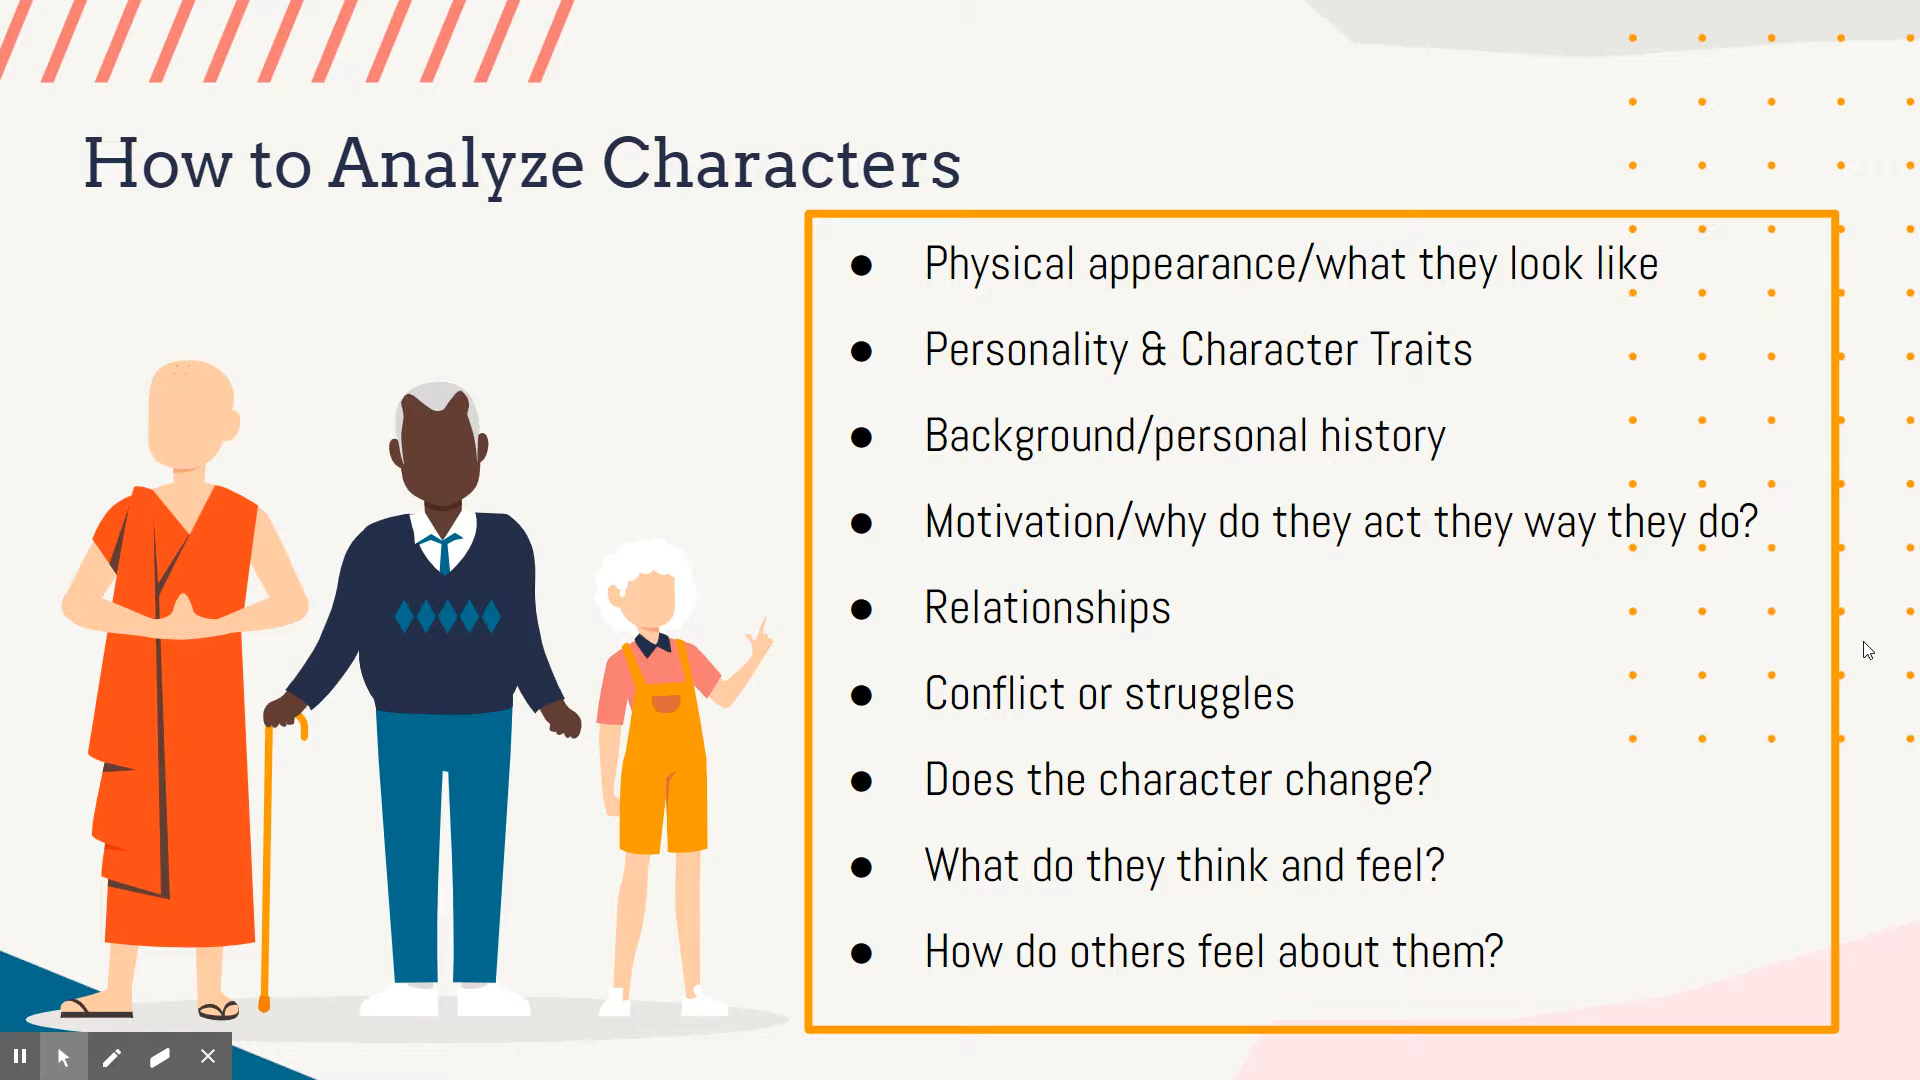 How to Analyze Characters
● Physical appearance/what they look like
● Personality & Character Traits
● Background/personal history
● Motivation/why do they act they way they do?
● Relationships
● Conflict or struggles
● Does the character change?
● What do they think and feel?
● How do others feel about them?